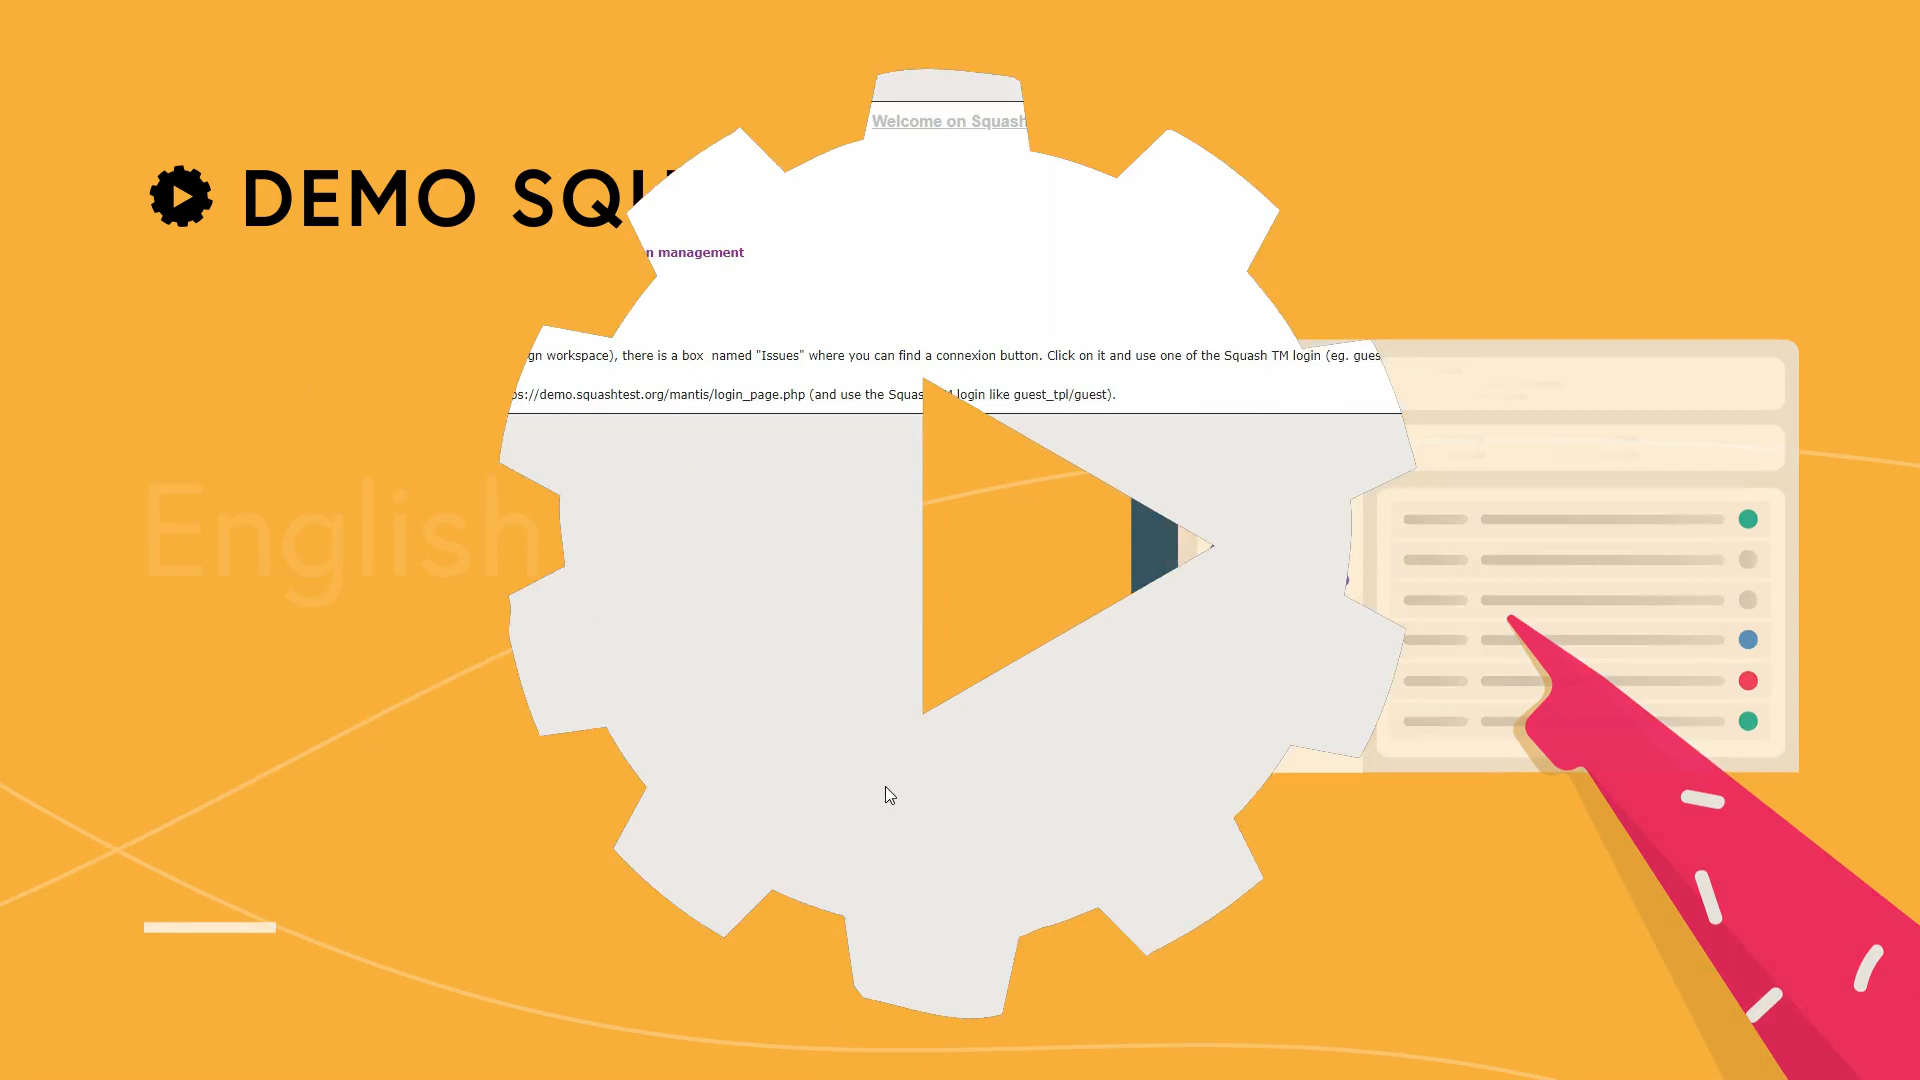 Welcome on Squash
DEMO SQU
n management
gn workspace), there is a box named "Issues" where you can find a connexion button. Click on it and use one of the Squash TM login (eg. gues
ps://demo.squashtest.org/mantis/login_page.php (and use the Squas M login like guest_tpl/guest).
English